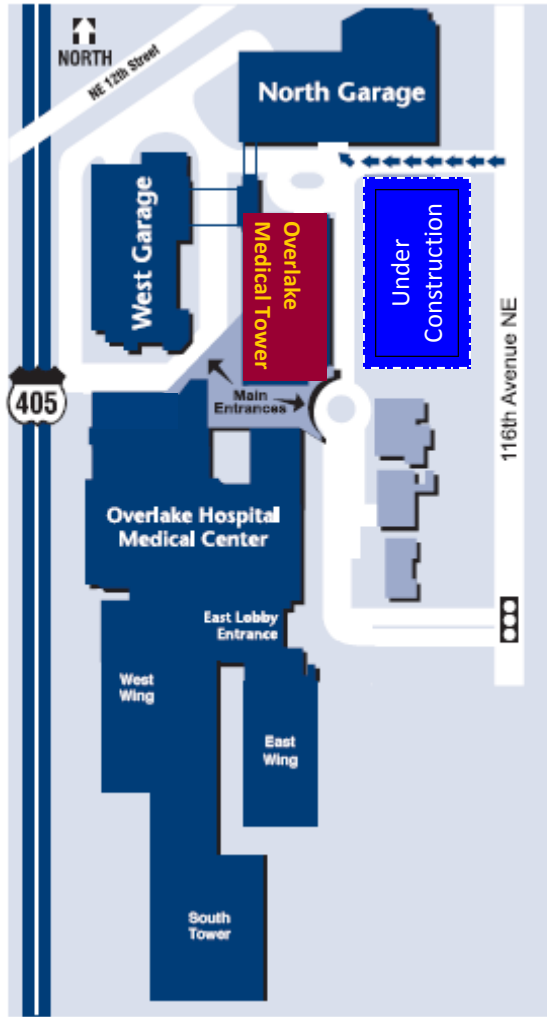 NORTH
NE 12th Street
North Garage
West Garage
Overlake
Medical Tower
Under
Construction
116th Avenue NE
405
Main
Entrances
Overlake Hospital
Medical Center
East Lobby
Entrance
West
Wing
East
Wing
South
Tower